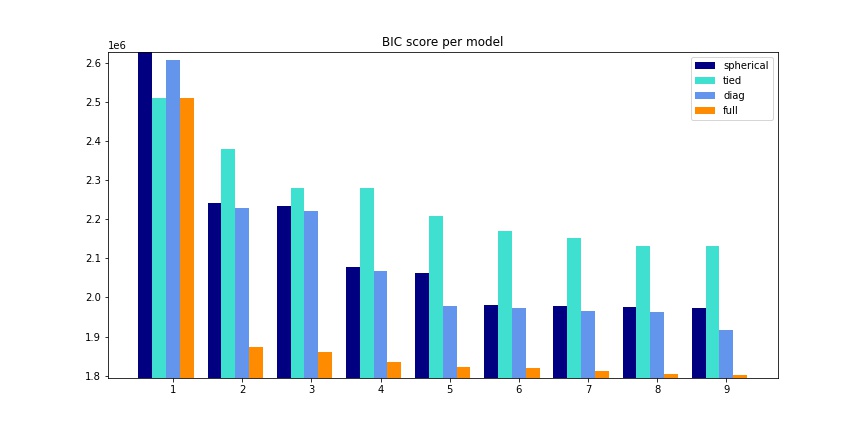 BIC score per model
1e6
2.6
2.5
2.4
2.3
2.2
2.1
2.0
1.9
1.8
spherical
tied
diag
full
1 2 3 4 5 6 7 8 9